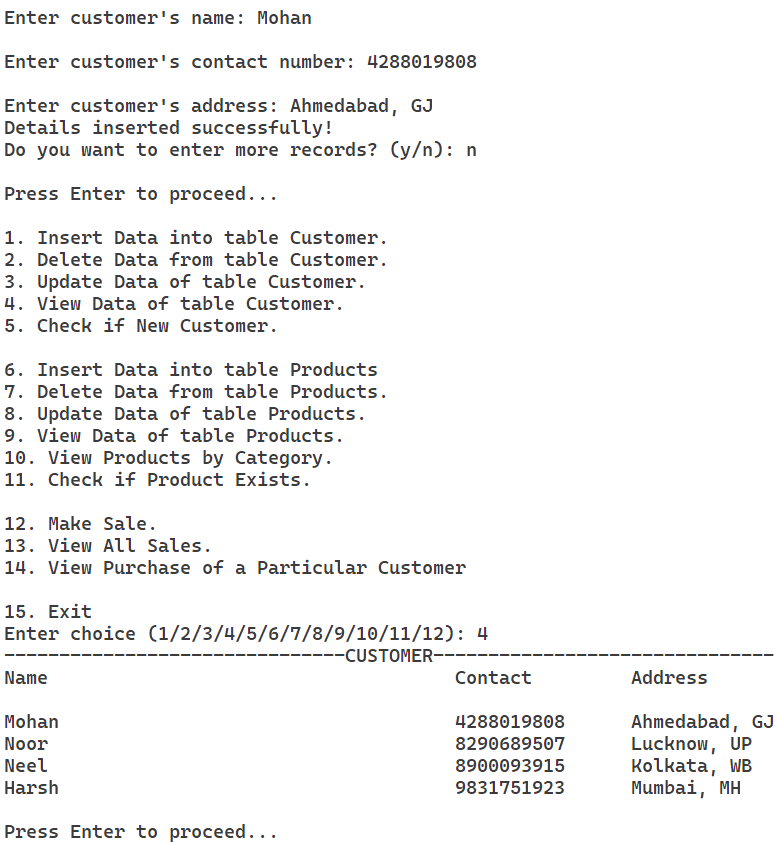 Enter customer's name: Mohan
Enter customer's contact number: 4288019808
Enter customer's address: Ahmedabad, GJ
Details inserted successfully!
Do you want to enter more records? (y/n): n
Press Enter to proceed...
1. Insert Data into table Customer.
2. Delete Data from table Customer.
3. Update Data of table Customer.
4. View Data of table Customer.
5. Check if New Customer.
6. Insert Data into table Products
7. Delete Data from table Products.
8. Update Data of table Products.
9. View Data of table Products.
10. View Products by Category.
11. Check if Product Exists.
12. Make Sale.
13. View All Sales.
14. View Purchase of a Particular Customer
15. Exit
Enter choice (1/2/3/4/5/6/7/8/9/10/11/12): 4
-------------------------------CUSTOMER-------------------------------
Name                                     Contact         Address
Mohan                                    4288019808      Ahmedabad, GJ
Noor                                     8290689507      Lucknow, UP
Neel                                     8900093915      Kolkata, WB
Harsh                                    9831751923      Mumbai, MH
Press Enter to proceed...